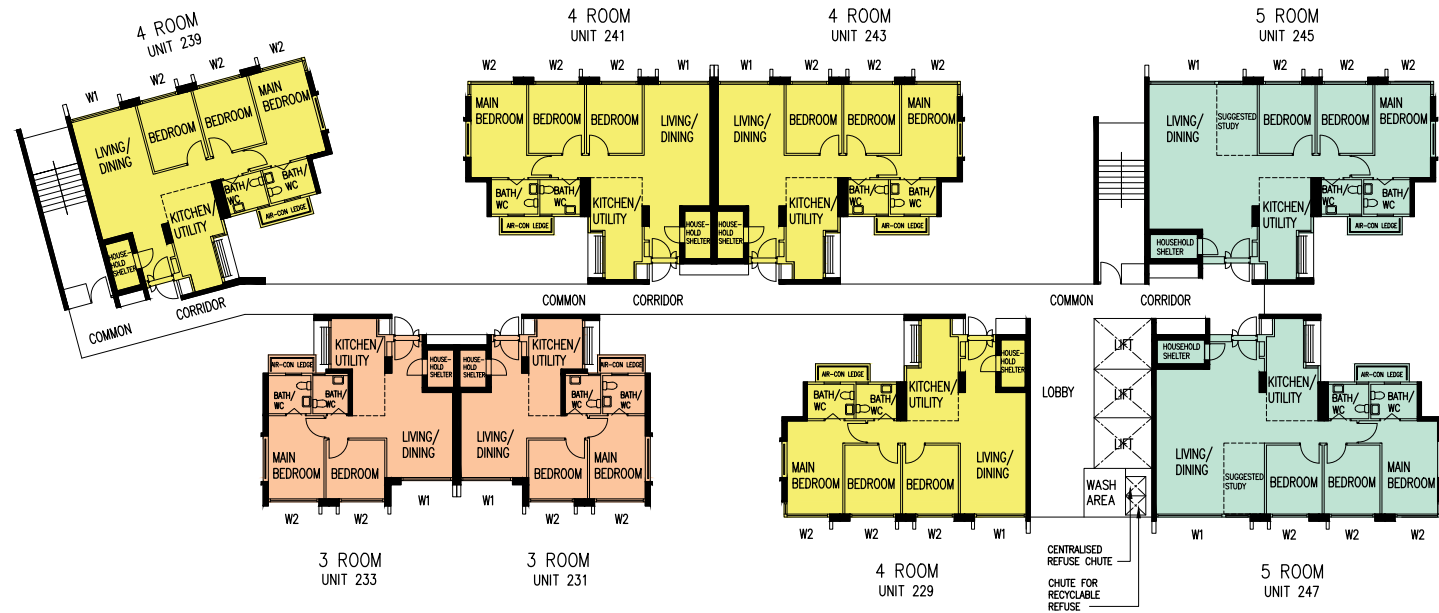 4 ROOM
UNIT 239
4 ROOM
UNIT 241
4 ROOM
UNIT 243
5 ROOM
UNIT 245
W1
W2
W2
W2
W2
W2
W2
W1
W1
W2
W2
W2
W1
W2
W2
W2
LIVING/
DINING
BEDROOM
BEDROOM
MAIN
BEDROOM
BATH/
WC
BATH/
WC
AIR-CON LEDGE
KITCHEN/
UTILITY
HOUSE-
HOLD
SHELTER
MAIN
BEDROOM
BEDROOM
BEDROOM
LIVING/
DINING
BATH/
WC
BATH/
WC
AIR-CON LEDGE
KITCHEN/
UTILITY
HOUSE-
HOLD
SHELTER
LIVING/
DINING
BEDROOM
BEDROOM
MAIN
BEDROOM
HOUSE-
HOLD
SHELTER
KITCHEN/
UTILITY
BATH/
WC
BATH/
WC
AIR-CON LEDGE
LIVING/
DINING
SUGGESTED
STUDY
BEDROOM
BEDROOM
MAIN
BEDROOM
BATH/
WC
BATH/
WC
AIR-CON LEDGE
KITCHEN/
UTILITY
HOUSEHOLD
SHELTER
COMMON
CORRIDOR
COMMON
CORRIDOR
COMMON
CORRIDOR
AIR-CON LEDGE
BATH/
WC
BATH/
WC
KITCHEN/
UTILITY
HOUSE-
HOLD
SHELTER
MAIN
BEDROOM
BEDROOM
LIVING/
DINING
W2
W2
W1
HOUSE-
HOLD
SHELTER
KITCHEN/
UTILITY
AIR-CON LEDGE
BATH/
WC
BATH/
WC
LIVING/
DINING
BEDROOM
MAIN
BEDROOM
W1
W2
W2
AIR-CON LEDGE
BATH/
WC
BATH/
WC
KITCHEN/
UTILITY
HOUSE-
HOLD
SHELTER
MAIN
BEDROOM
BEDROOM
BEDROOM
LIVING/
DINING
W2
W2
W2
W1
LOBBY
LIFT
LIFT
LIFT
WASH
AREA
HOUSEHOLD
SHELTER
KITCHEN/
UTILITY
AIR-CON LEDGE
BATH/
WC
BATH/
WC
LIVING/
DINING
SUGGESTED
STUDY
BEDROOM
BEDROOM
MAIN
BEDROOM
W1
W2
W2
W2
3 ROOM
UNIT 233
3 ROOM
UNIT 231
4 ROOM
UNIT 229
CENTRALISED
REFUSE CHUTE
CHUTE FOR
RECYCLABLE
REFUSE
5 ROOM
UNIT 247